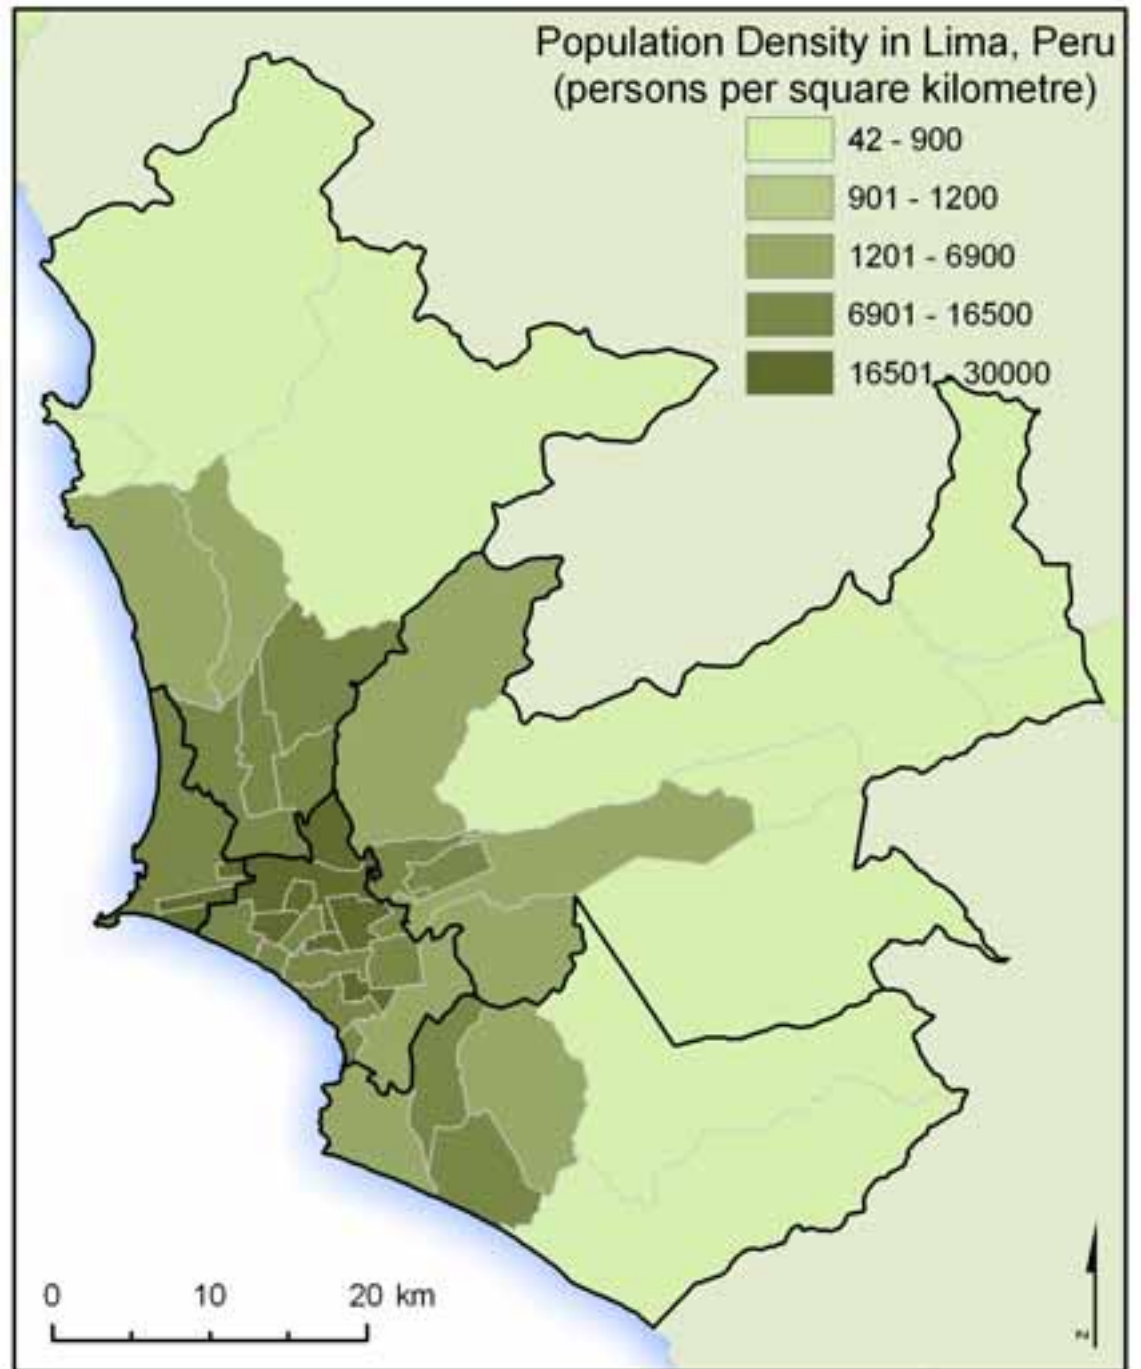 Population Density in Lima, Peru
(persons per square kilometre)
42 - 900
901 - 1200
1201 - 6900
6901 - 16500
16501 - 30000
0 10 20 km
N